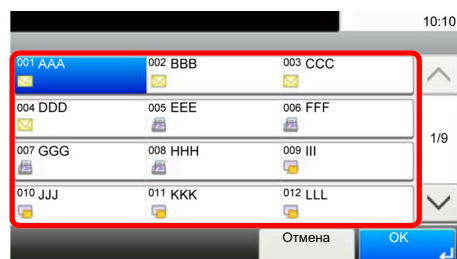 10:10
001 AAA 002 BBB 003 CCC
004 DDD 005 EEE 006 FFF
1/9
007 GGG 008 HHH 009 III
010 JJJ 011 KKK 012 LLL
Отмена OK